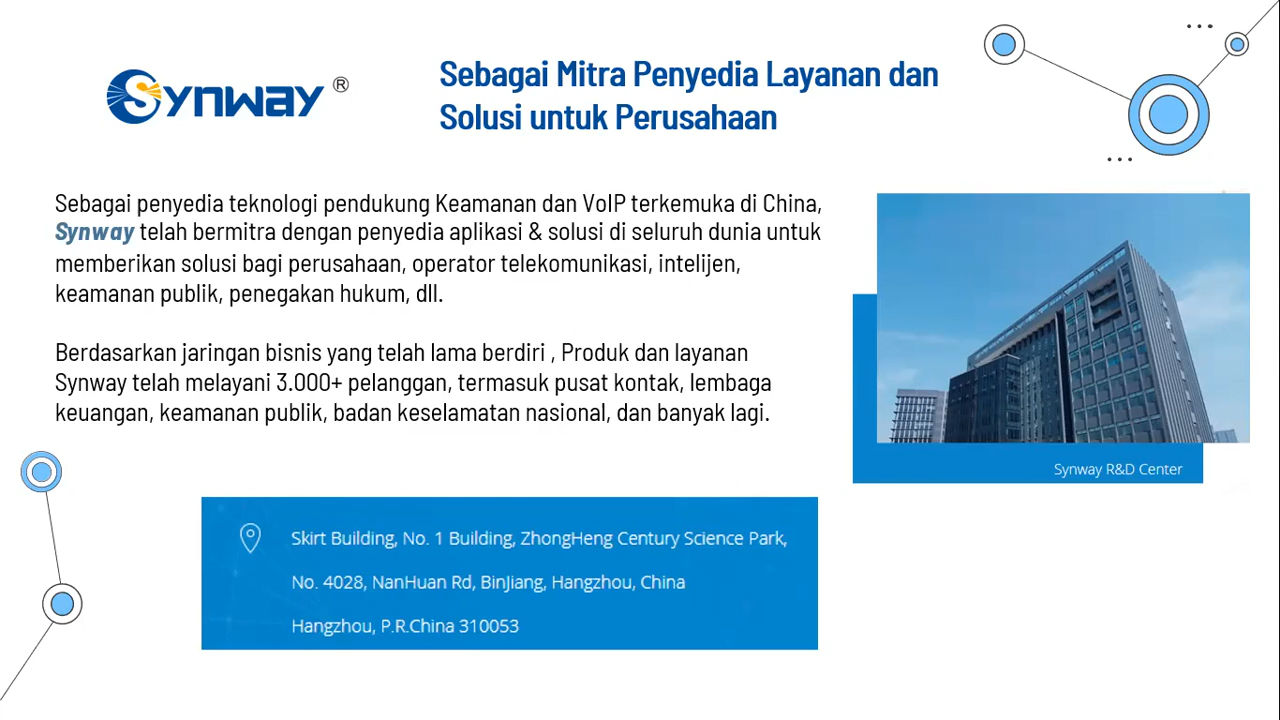 Synway ®
Sebagai Mitra Penyedia Layanan dan
Solusi untuk Perusahaan
Sebagai penyedia teknologi pendukung Keamanan dan VoIP terkemuka di China,
Synway telah bermitra dengan penyedia aplikasi & solusi di seluruh dunia untuk
memberikan solusi bagi perusahaan, operator telekomunikasi, intelijen,
keamanan publik, penegakan hukum, dll.
Berdasarkan jaringan bisnis yang telah lama berdiri , Produk dan layanan
Synway telah melayani 3.000+ pelanggan, termasuk pusat kontak, lembaga
keuangan, keamanan publik, badan keselamatan nasional, dan banyak lagi.
Synway R&D Center
Skirt Building, No. 1 Building, ZhongHeng Century Science Park,
No. 4028, NanHuan Rd, BinJiang, Hangzhou, China
Hangzhou, P.R.China 310053